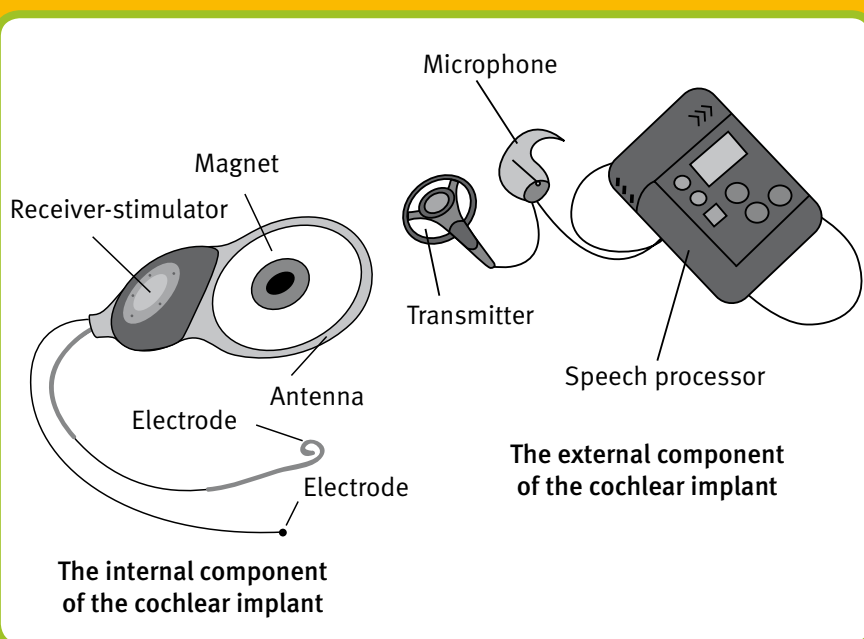 Microphone
Magnet
Receiver-stimulator
Transmitter
Speech processor
Antenna
Electrode
Electrode
The external component
of the cochlear implant
The internal component
of the cochlear implant